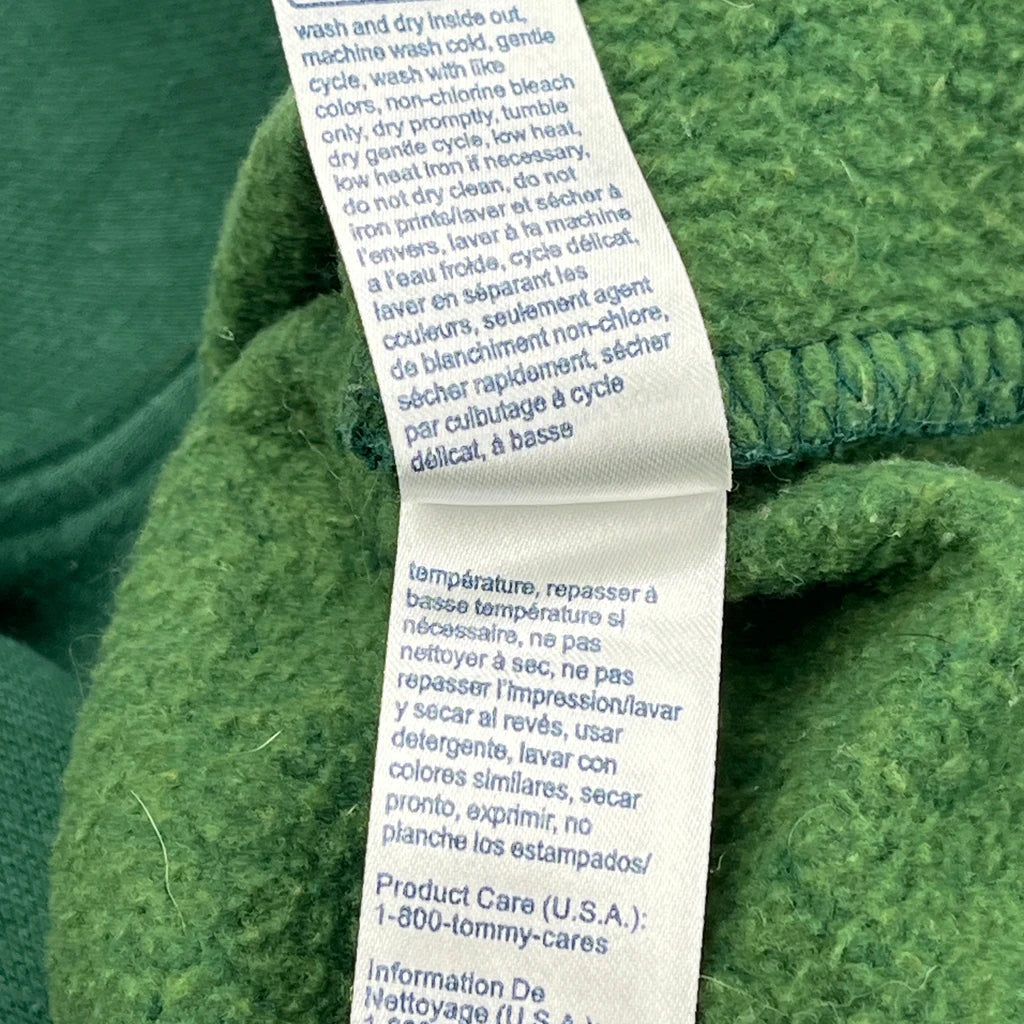 wash and dry inside out,
machine wash cold, gentle
cycle, wash with like
colors, non-chlorine bleach
only, dry promptly, tumble
dry gentle cycle, low heat,
low heat iron if necessary,
do not dry clean, do not
iron prints/laver et sécher à
l'envers, laver à la machine
a l'eau froide, cycle délicat,
laver en séparant les
couleurs, seulement agent
de blanchiment non-chlore,
sécher rapidement, sécher
par culbutage à cycle
délicat, à basse
température, repasser à
basse température si
nécessaire, ne pas
nettoyer à sec, ne pas
repasser l'impression/lavar
y secar al revés, usar
detergente, lavar con
colores similares, secar
pronto, exprimir, no
planche los estampados/
Product Care (U.S.A.):
1-800-tommy-cares
Information De
Nettoyage (U.S.A.)